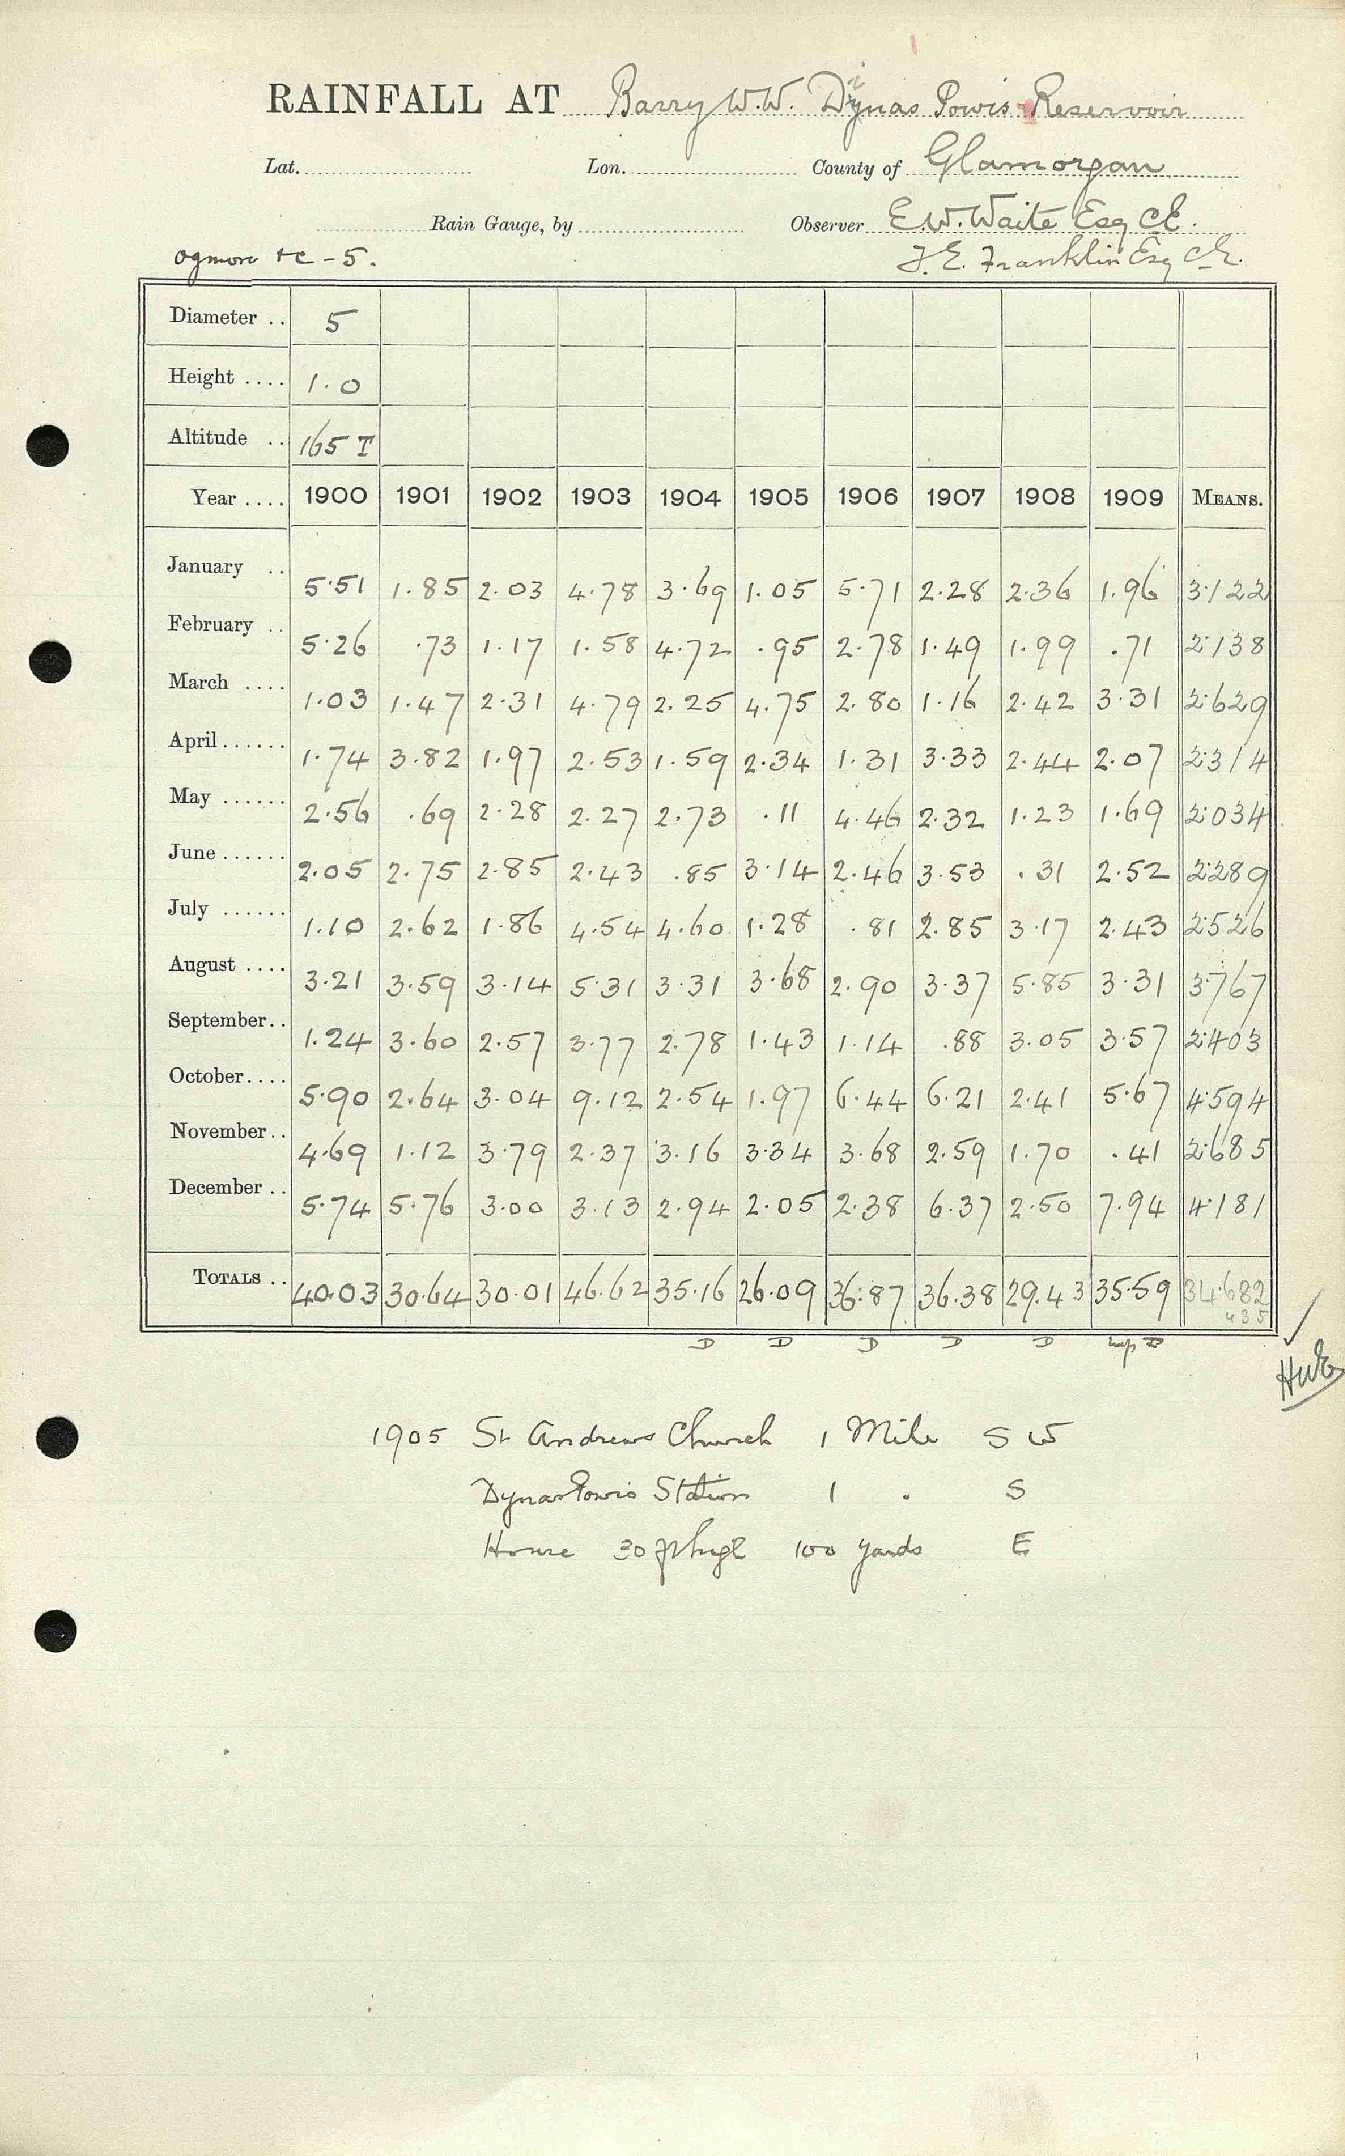 RAINFALL AT Barry W.W. Dynas Powis Reservoir
Lat. Lon. County of Glamorgan
Rain Gauge, by Observer E.W. Waite Esq CE.
Ogmore &c - 5. F.E. Franklin Esq CE.
Diameter .. 5
Height .... 1.0
Altitude .. 165 T
Year .... 1900 1901 1902 1903 1904 1905 1906 1907 1908 1909 MEANS.
January .. 5.51 1.85 2.03 4.78 3.69 1.05 5.71 2.28 2.36 1.96 3.122
February .. 5.26 .73 1.17 1.58 4.72 .95 2.78 1.49 1.99 .71 2.138
March .... 1.03 1.47 2.31 4.79 2.25 4.75 2.80 1.16 2.42 3.31 2.629
April ...... 1.74 3.82 1.97 2.53 1.59 2.34 1.31 3.33 2.44 2.07 2.314
May ...... 2.56 .69 2.28 2.27 2.73 .11 4.46 2.32 1.23 1.69 2.034
June ...... 2.05 2.75 2.85 2.43 .85 3.14 2.46 3.53 .31 2.52 2.289
July ...... 1.10 2.62 1.86 4.54 4.60 1.28 .81 2.85 3.17 2.43 2.526
August .... 3.21 3.59 3.14 5.31 3.31 3.68 2.90 3.37 5.85 3.31 3.767
September.. 1.24 3.60 2.57 3.77 2.78 1.43 1.14 .88 3.05 3.57 2.403
October.... 5.90 2.64 3.04 9.12 2.54 1.97 6.44 6.21 2.41 5.67 4.594
November.. 4.69 1.12 3.79 2.37 3.16 3.34 3.68 2.59 1.70 .41 2.685
December .. 5.74 5.76 3.00 3.13 2.94 2.05 2.38 6.37 2.50 7.94 4.181
TOTALS .. 40.03 30.64 30.01 46.62 35.16 26.09 36.87 36.38 29.43 35.59 34.682
D D D D D D
1905 St Andrews Church 1 Mile SW
Dynas Powis Station 1 . S
House 30 ft high 100 yards E